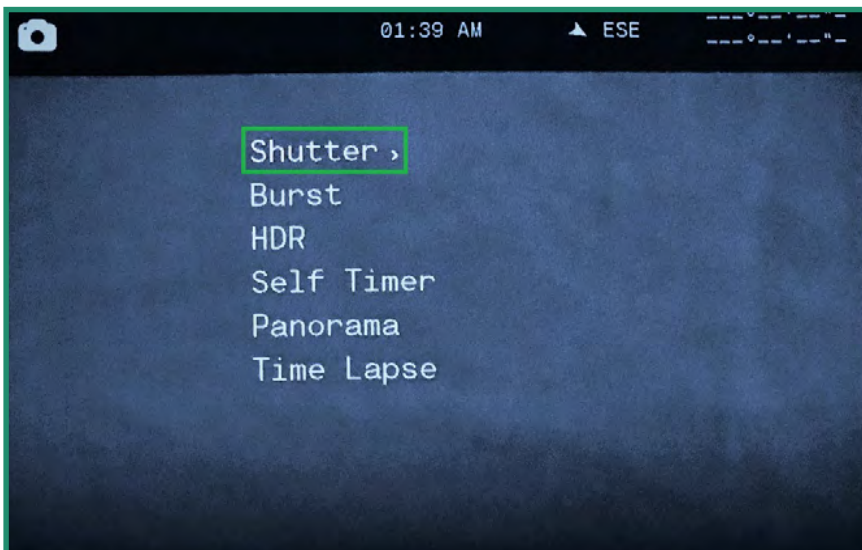 01:39 AM ESE ---°--'--"-
---°--'--"-
Shutter ›
Burst
HDR
Self Timer
Panorama
Time Lapse